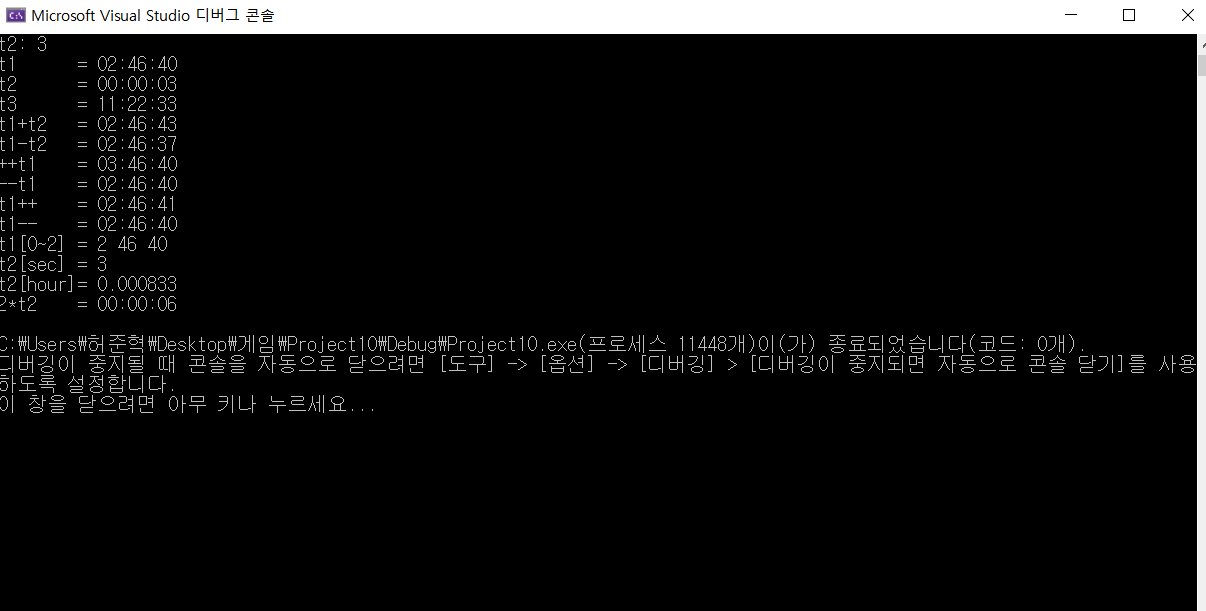 Microsoft Visual Studio 디버그 콘솔
t2: 3
t1      = 02:46:40
t2      = 00:00:03
t3      = 11:22:33
t1+t2   = 02:46:43
t1-t2   = 02:46:37
++t1    = 03:46:40
--t1    = 02:46:40
t1++    = 02:46:41
t1--    = 02:46:40
t1[0~2] = 2 46 40
t2[sec] = 3
t2[hour]= 0.000833
2*t2    = 00:00:06
C:\Users\허준혁\Desktop\게임\Project10\Debug\Project10.exe(프로세스 11448개)이(가) 종료되었습니다(코드: 0개).
디버깅이 중지될 때 콘솔을 자동으로 닫으려면 [도구] -> [옵션] -> [디버깅] > [디버깅이 중지되면 자동으로 콘솔 닫기]를 사용
하도록 설정합니다.
이 창을 닫으려면 아무 키나 누르세요...